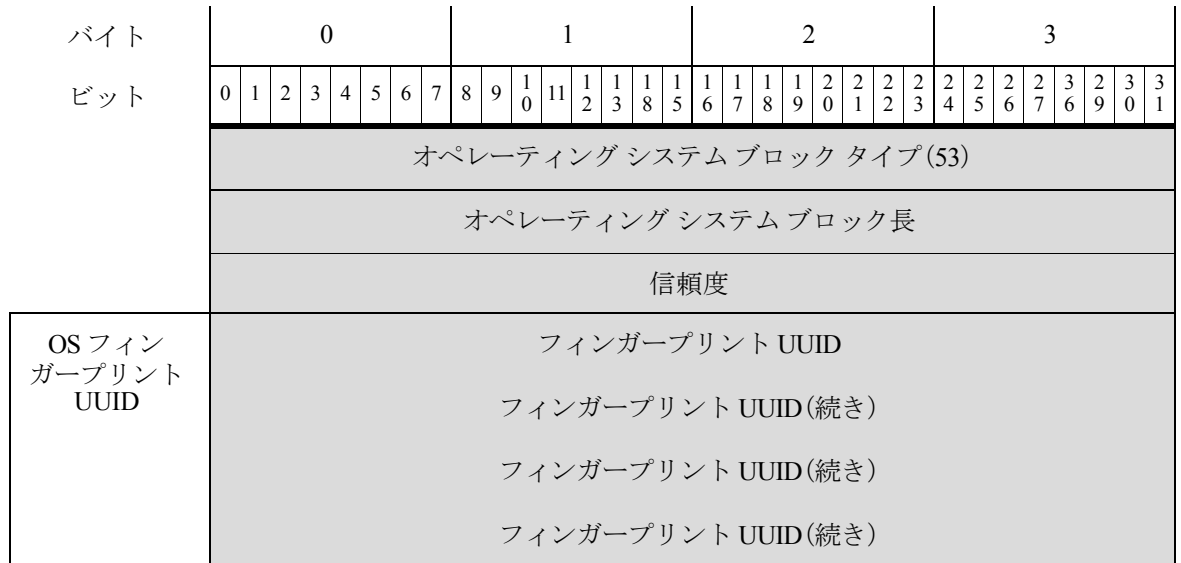 バイト 0 1 2 3
ビット 0 1 2 3 4 5 6 7 8 9 10 11 12 13 18 15 16 17 18 19 20 21 22 23 24 25 26 27 36 29 30 31
オペレーティング システム ブロック タイプ(53)
オペレーティング システム ブロック長
信頼度
OS フィン
ガープリント
UUID
フィンガープリント UUID
フィンガープリント UUID(続き)
フィンガープリント UUID(続き)
フィンガープリント UUID(続き)